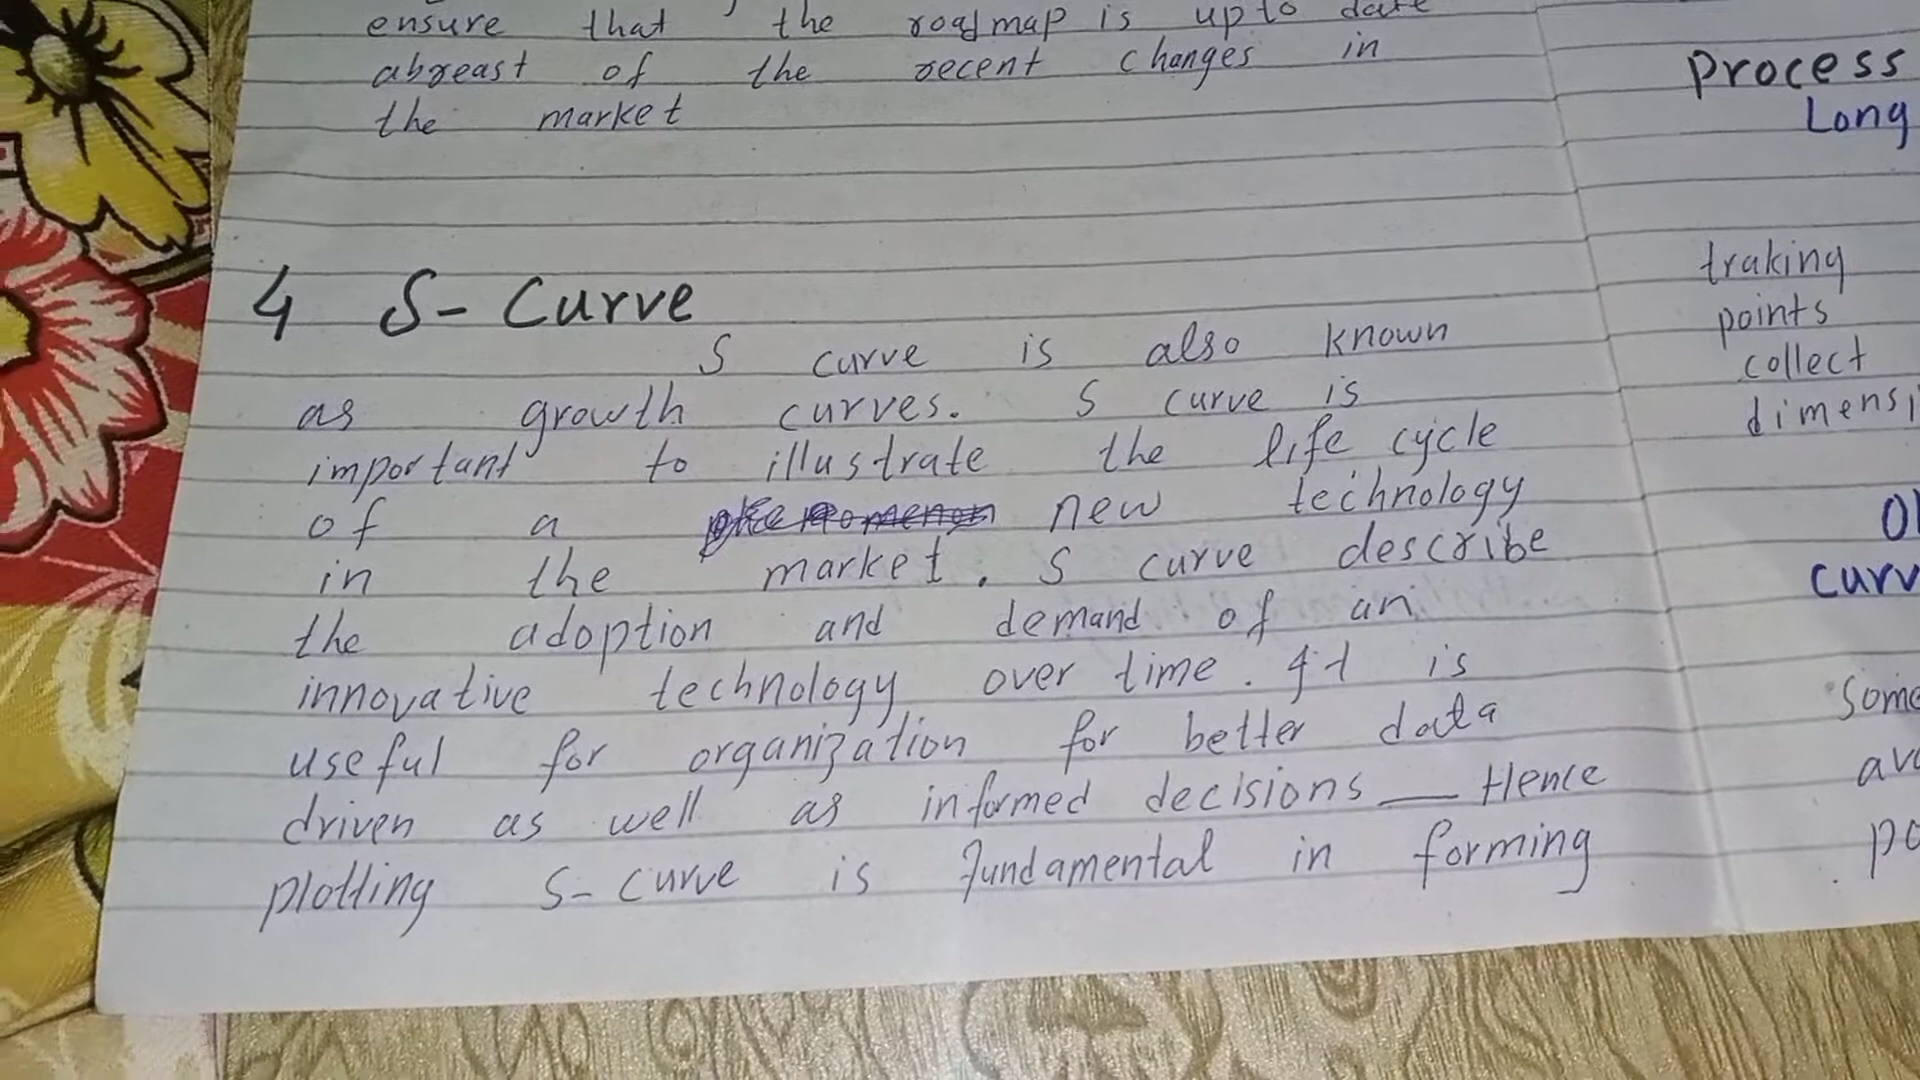 ensure that the roadmap is upto date
abreast of the recent changes in
the market
4 S- Curve
S curve is also known
as growth curves. S curve is
important to illustrate the life cycle
of a new technology
in the market. S curve describe
the adoption and demand of an
innovative technology over time. It is
useful for organization for better data
driven as well as informed decisions — Hence
plotting S- curve is fundamental in forming
process
Long
traking
points
collect
dimensi
curv
Some
po